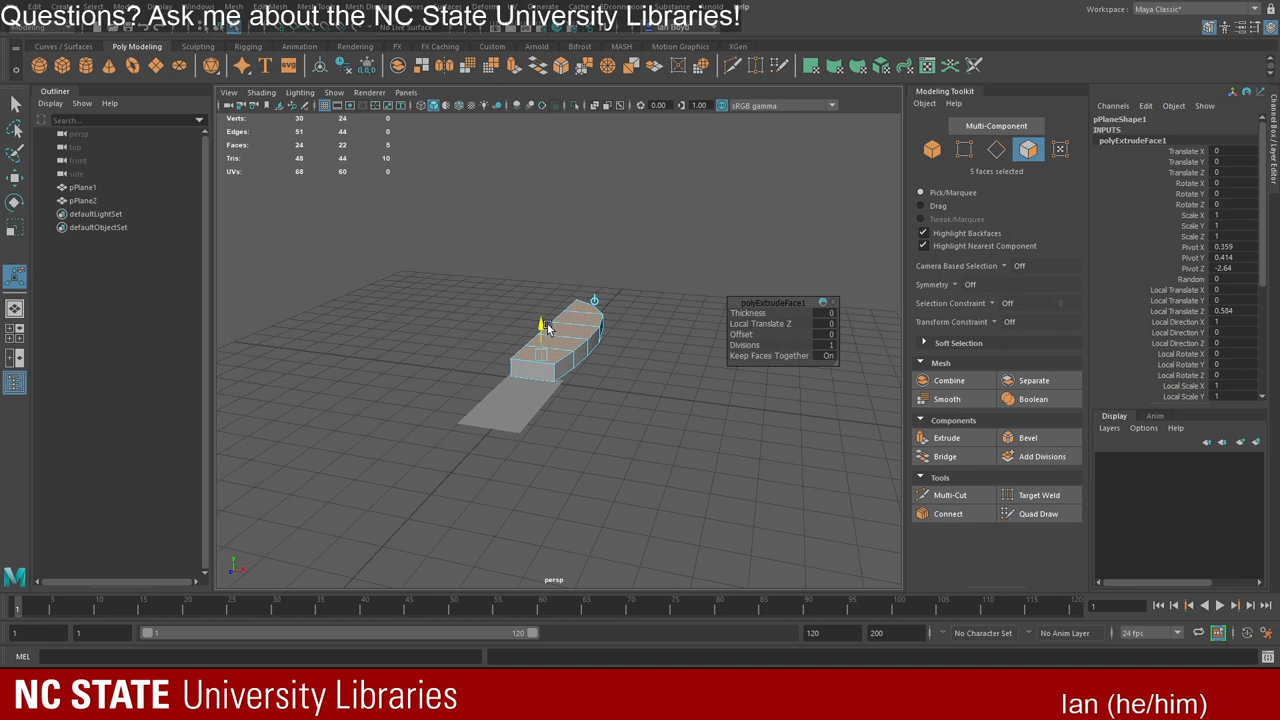 Questions? Ask me about the NC State University Libraries!
Workspace : Maya Classic*
Curves / Surfaces Poly Modeling Sculpting Rigging Animation Rendering FX FX Caching Custom Arnold Bifrost MASH Motion Graphics XGen
Outliner
Display Show Help
Search...
persp
top
front
side
pPlane1
pPlane2
defaultLightSet
defaultObjectSet
View Shading Lighting Show Renderer Panels
0.00 1.00 sRGB gamma
Verts: 30 24 0
Edges: 51 44 0
Faces: 24 22 5
Tris: 48 44 10
UVs: 68 60 0
polyExtrudeFace1
Thickness 0
Local Translate Z 0
Offset 0
Divisions 1
Keep Faces Together On
persp
Modeling Toolkit
Object Help
Multi-Component
5 faces selected
Pick/Marquee
Drag
Tweak/Marquee
Highlight Backfaces
Highlight Nearest Component
Camera Based Selection Off
Symmetry Off
Selection Constraint Off 0
Transform Constraint Off
Soft Selection
Mesh
Combine Separate
Smooth Boolean
Components
Extrude Bevel
Bridge Add Divisions
Tools
Multi-Cut Target Weld
Connect Quad Draw
Channels Edit Object Show
pPlaneShape1
INPUTS
polyExtrudeFace1
Translate X 0
Translate Y 0
Translate Z 0
Rotate X 0
Rotate Y 0
Rotate Z 0
Scale X 1
Scale Y 1
Scale Z 1
Pivot X 0.359
Pivot Y 0.414
Pivot Z -2.64
Random 0
Local Translate X 0
Local Translate Y 0
Local Translate Z 0.584
Local Direction X 1
Local Direction Y 0
Local Direction Z 0
Local Rotate X 0
Local Rotate Y 0
Local Rotate Z 0
Local Scale X 1
Local Scale Y 1
Channel Box / Layer Editor
Display Anim
Layers Options Help
1 5 10 15 20 25 30 35 40 45 50 55 60 65 70 75 80 85 90 95 100 105 110 115 120
1
1 1 1 120 120 200 No Character Set No Anim Layer 24 fps
MEL
NC STATE University Libraries
Ian (he/him)